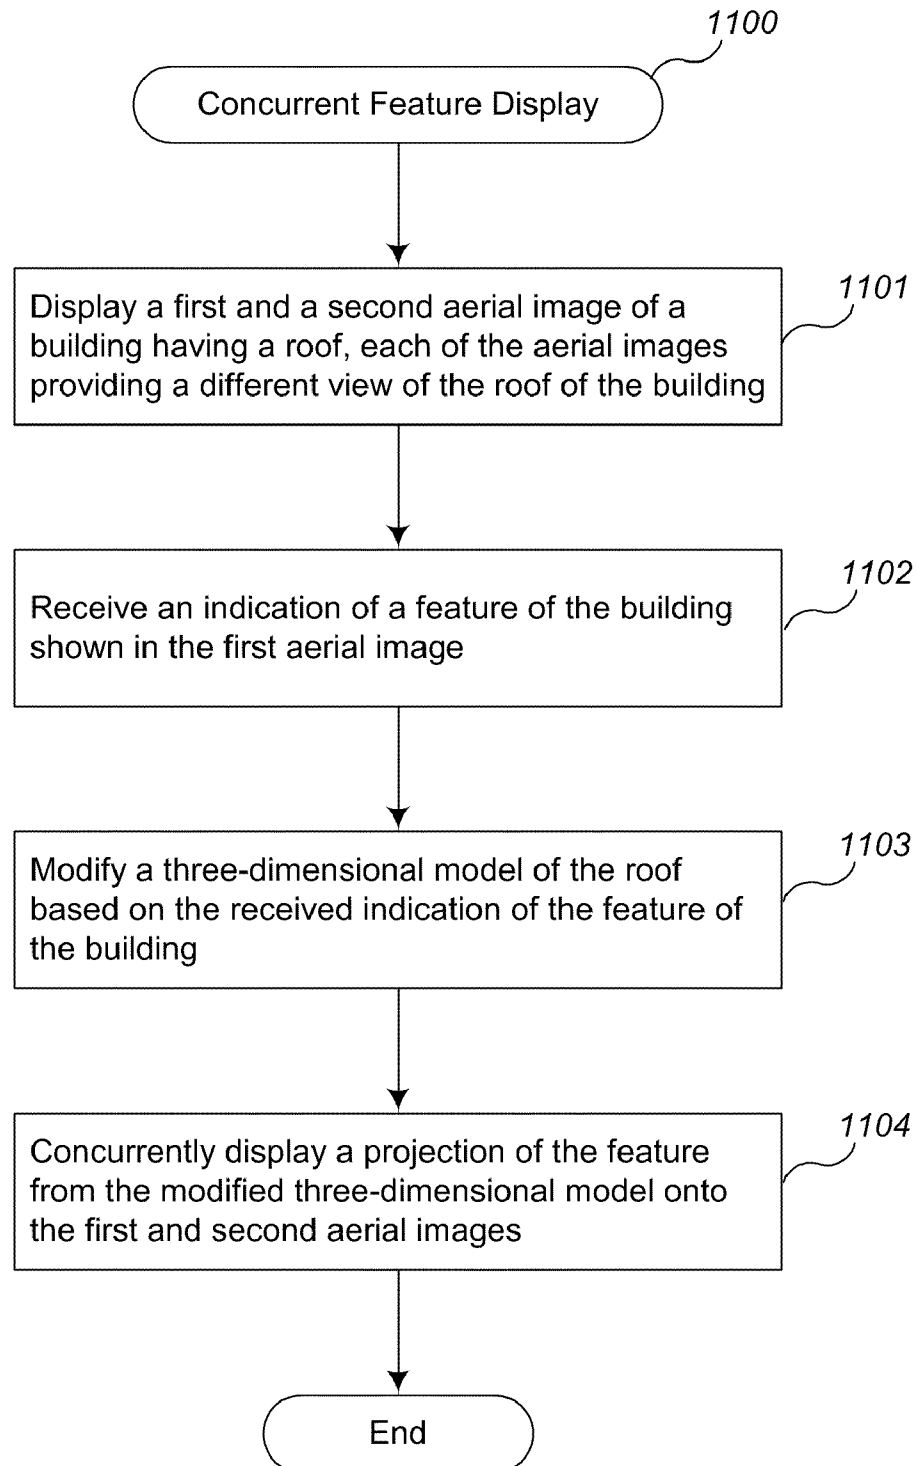 1100
Concurrent Feature Display
1101
Display a first and a second aerial image of a
building having a roof, each of the aerial images
providing a different view of the roof of the building
1102
Receive an indication of a feature of the building
shown in the first aerial image
1103
Modify a three-dimensional model of the roof
based on the received indication of the feature of
the building
1104
Concurrently display a projection of the feature
from the modified three-dimensional model onto
the first and second aerial images
End